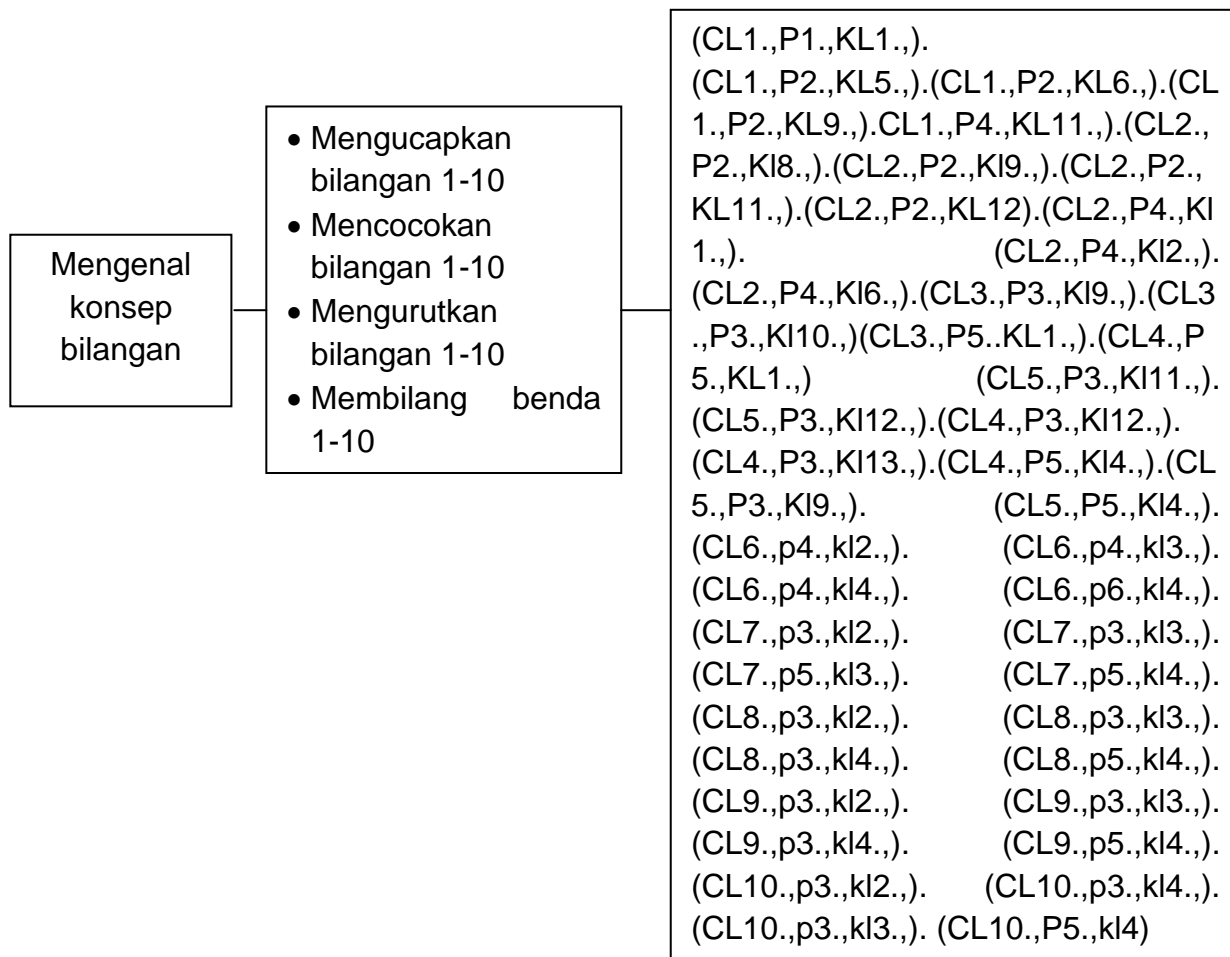 Mengenal
konsep
bilangan
• Mengucapkan
bilangan 1-10
• Mencocokan
bilangan 1-10
• Mengurutkan
bilangan 1-10
• Membilang benda
1-10
(CL1.,P1.,KL1.,).
(CL1.,P2.,KL5.,).(CL1.,P2.,KL6.,).(CL
1.,P2.,KL9.,).CL1.,P4.,KL11.,).(CL2.,
P2.,Kl8.,).(CL2.,P2.,Kl9.,).(CL2.,P2.,
KL11.,).(CL2.,P2.,KL12).(CL2.,P4.,Kl
1.,). (CL2.,P4.,Kl2.,).
(CL2.,P4.,Kl6.,).(CL3.,P3.,Kl9.,).(CL3
.,P3.,Kl10.,)(CL3.,P5..KL1.,).(CL4.,P
5.,KL1.,) (CL5.,P3.,Kl11.,).
(CL5.,P3.,Kl12.,).(CL4.,P3.,Kl12.,).
(CL4.,P3.,Kl13.,).(CL4.,P5.,Kl4.,).(CL
5.,P3.,Kl9.,). (CL5.,P5.,Kl4.,).
(CL6.,p4.,kl2.,). (CL6.,p4.,kl3.,).
(CL6.,p4.,kl4.,). (CL6.,p6.,kl4.,).
(CL7.,p3.,kl2.,). (CL7.,p3.,kl3.,).
(CL7.,p5.,kl3.,). (CL7.,p5.,kl4.,).
(CL8.,p3.,kl2.,). (CL8.,p3.,kl3.,).
(CL8.,p3.,kl4.,). (CL8.,p5.,kl4.,).
(CL9.,p3.,kl2.,). (CL9.,p3.,kl3.,).
(CL9.,p3.,kl4.,). (CL9.,p5.,kl4.,).
(CL10.,p3.,kl2.,). (CL10.,p3.,kl4.,).
(CL10.,p3.,kl3.,). (CL10.,P5.,kl4)